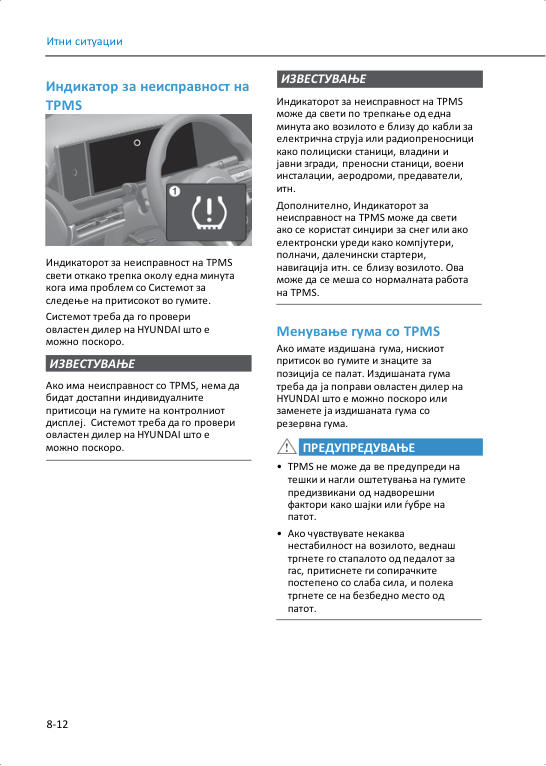 Итни ситуации
Индикатор за неисправност на
TPMS
1
Индикаторот за неисправност на TPMS
свети откако трепка околу една минута
кога има проблем со Системот за
следење на притисокот во гумите.
Системот треба да го провери
овластен дилер на HYUNDAI што е
можно поскоро.
ИЗВЕСТУВАЊЕ
Ако има неисправност со TPMS, нема да
бидат достапни индивидуалните
притисоци на гумите на контролниот
дисплеј. Системот треба да го провери
овластен дилер на HYUNDAI што е
можно поскоро.
ИЗВЕСТУВАЊЕ
Индикаторот за неисправност на TPMS
може да свети по трепкање од една
минута ако возилото е близу до кабли за
електрична струја или радиопреносници
како полициски станици, владини и
јавни згради, преносни станици, воени
инсталации, аеродроми, предаватели,
итн.
Дополнително, Индикаторот за
неисправност на TPMS може да свети
ако се користат синџири за снег или ако
електронски уреди како компјутери,
полначи, далечински стартери,
навигација итн. се близу возилото. Ова
може да се меша со нормалната работа
на TPMS.
Менување гума со TPMS
Ако имате издишана гума, нискиот
притисок во гумите и знаците за
позиција се палат. Издишаната гума
треба да ја поправи овластен дилер на
HYUNDAI што е можно поскоро или
заменете ја издишаната гума со
резервна гума.
ПРЕДУПРЕДУВАЊЕ
• TPMS не може да ве предупреди на
тешки и нагли оштетувања на гумите
предизвикани од надворешни
фактори како шајки или ѓубре на
патот.
• Ако чувствувате некаква
нестабилност на возилото, веднаш
тргнете го стапалото од педалот за
гас, притиснете ги сопирачките
постепено со слаба сила, и полека
тргнете се на безбедно место од
патот.
8-12